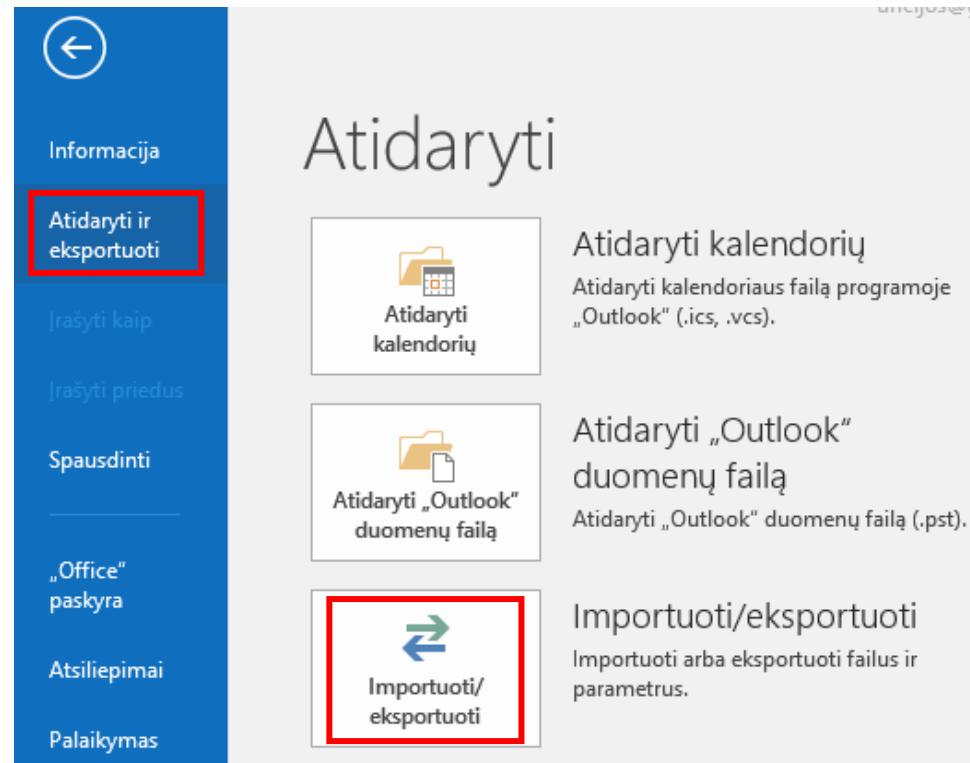 Informacija
Atidaryti ir
eksportuoti
Įrašyti kaip
Įrašyti priedus
Spausdinti
„Office“
paskyra
Atsiliepimai
Palaikymas
Atidaryti
Atidaryti
kalendorių
Atidaryti kalendorių
Atidaryti kalendoriaus failą programoje
„Outlook“ (.ics, .vcs).
Atidaryti „Outlook“
duomenų failą
Atidaryti „Outlook“
duomenų failą
Atidaryti „Outlook“ duomenų failą (.pst).
Importuoti/
eksportuoti
Importuoti/eksportuoti
Importuoti arba eksportuoti failus ir
parametrus.